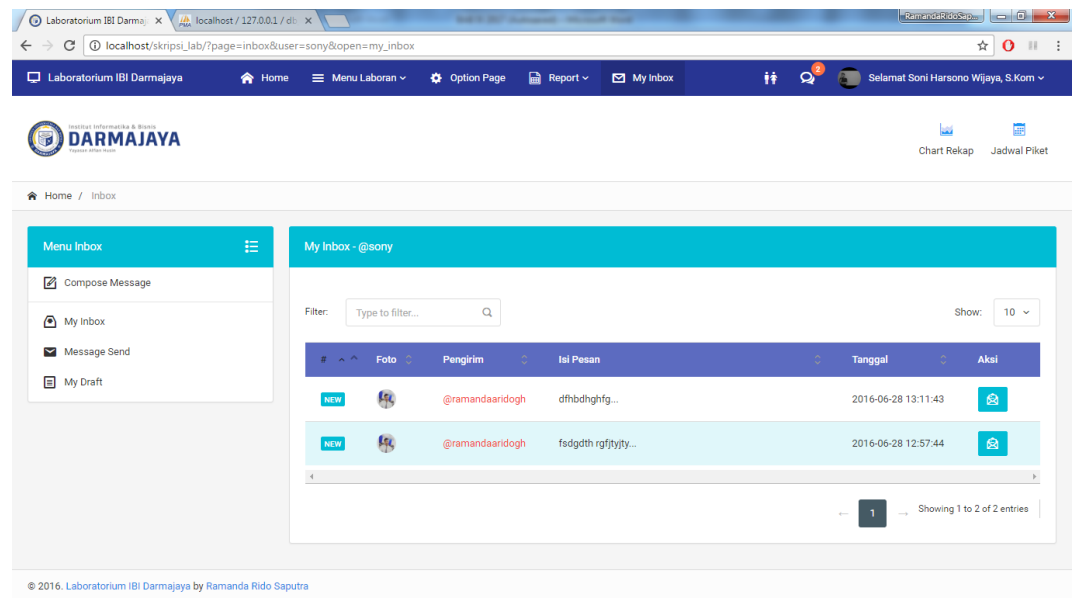 Laboratorium IBI Darmaj
localhost / 127.0.0.1 / db
RamandaRidoSap...
localhost/skripsi_lab/?page=inbox&user=sony&open=my_inbox
Laboratorium IBI Darmajaya Home Menu Laboran Option Page Report My Inbox 2 Selamat Soni Harsono Wijaya, S.Kom
Institut Informatika & Bisnis
DARMAJAYA
Yayasan Alfian Husin
Chart Rekap Jadwal Piket
Home / Inbox
Menu Inbox
Compose Message
My Inbox
Message Send
My Draft
My Inbox - @sony
Filter: Type to filter... Show: 10
# Foto Pengirim Isi Pesan Tanggal Aksi
NEW @ramandaaridogh dfhbdhghfg... 2016-06-28 13:11:43
NEW @ramandaaridogh fsdgdth rgfjtyjty... 2016-06-28 12:57:44
← 1 → Showing 1 to 2 of 2 entries
© 2016. Laboratorium IBI Darmajaya by Ramanda Rido Saputra